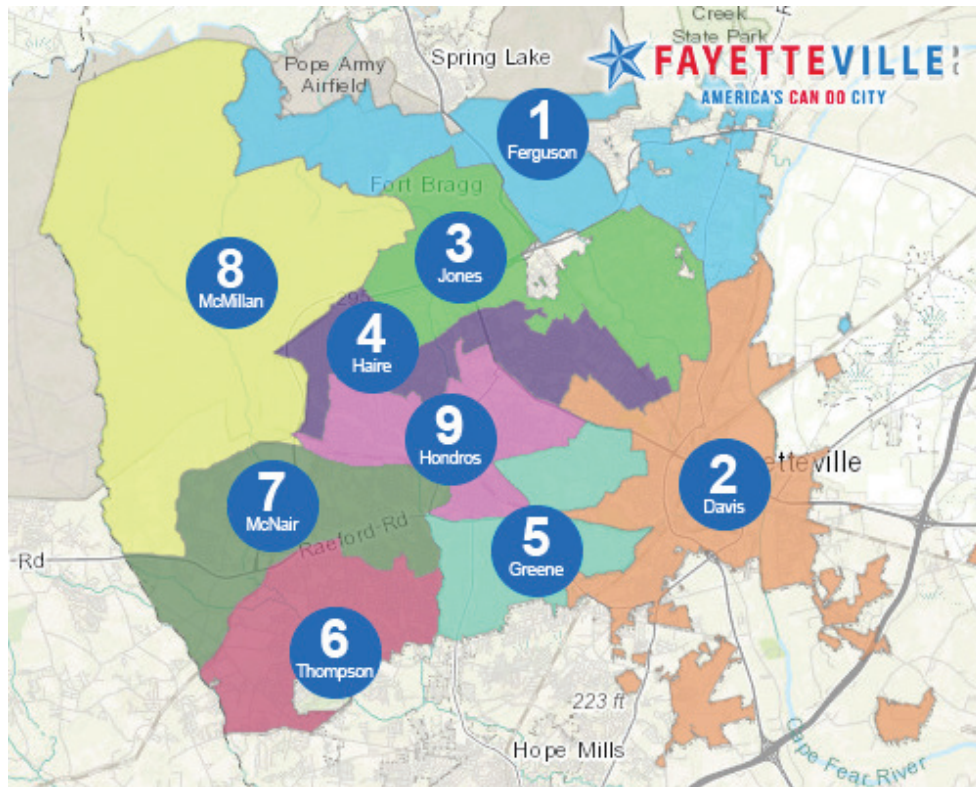 Creek
State Park
Pope Army
Airfield
Spring Lake
FAYETTEVILLE
AMERICA'S CAN DO CITY
1
Ferguson
Fort Bragg
3
Jones
8
McMillan
295
4
Haire
9
Hondros
2
Davis
etteville
7
McNair
Raeford-Rd
-Rd
5
Greene
6
Thompson
223 ft
Hope Mills
Cape Fear River